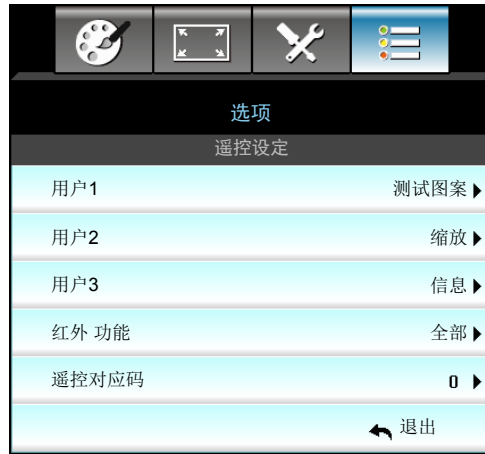 选项
遥控设定
用户1 测试图案
用户2 缩放
用户3 信息
红外 功能 全部
遥控对应码 0
退出